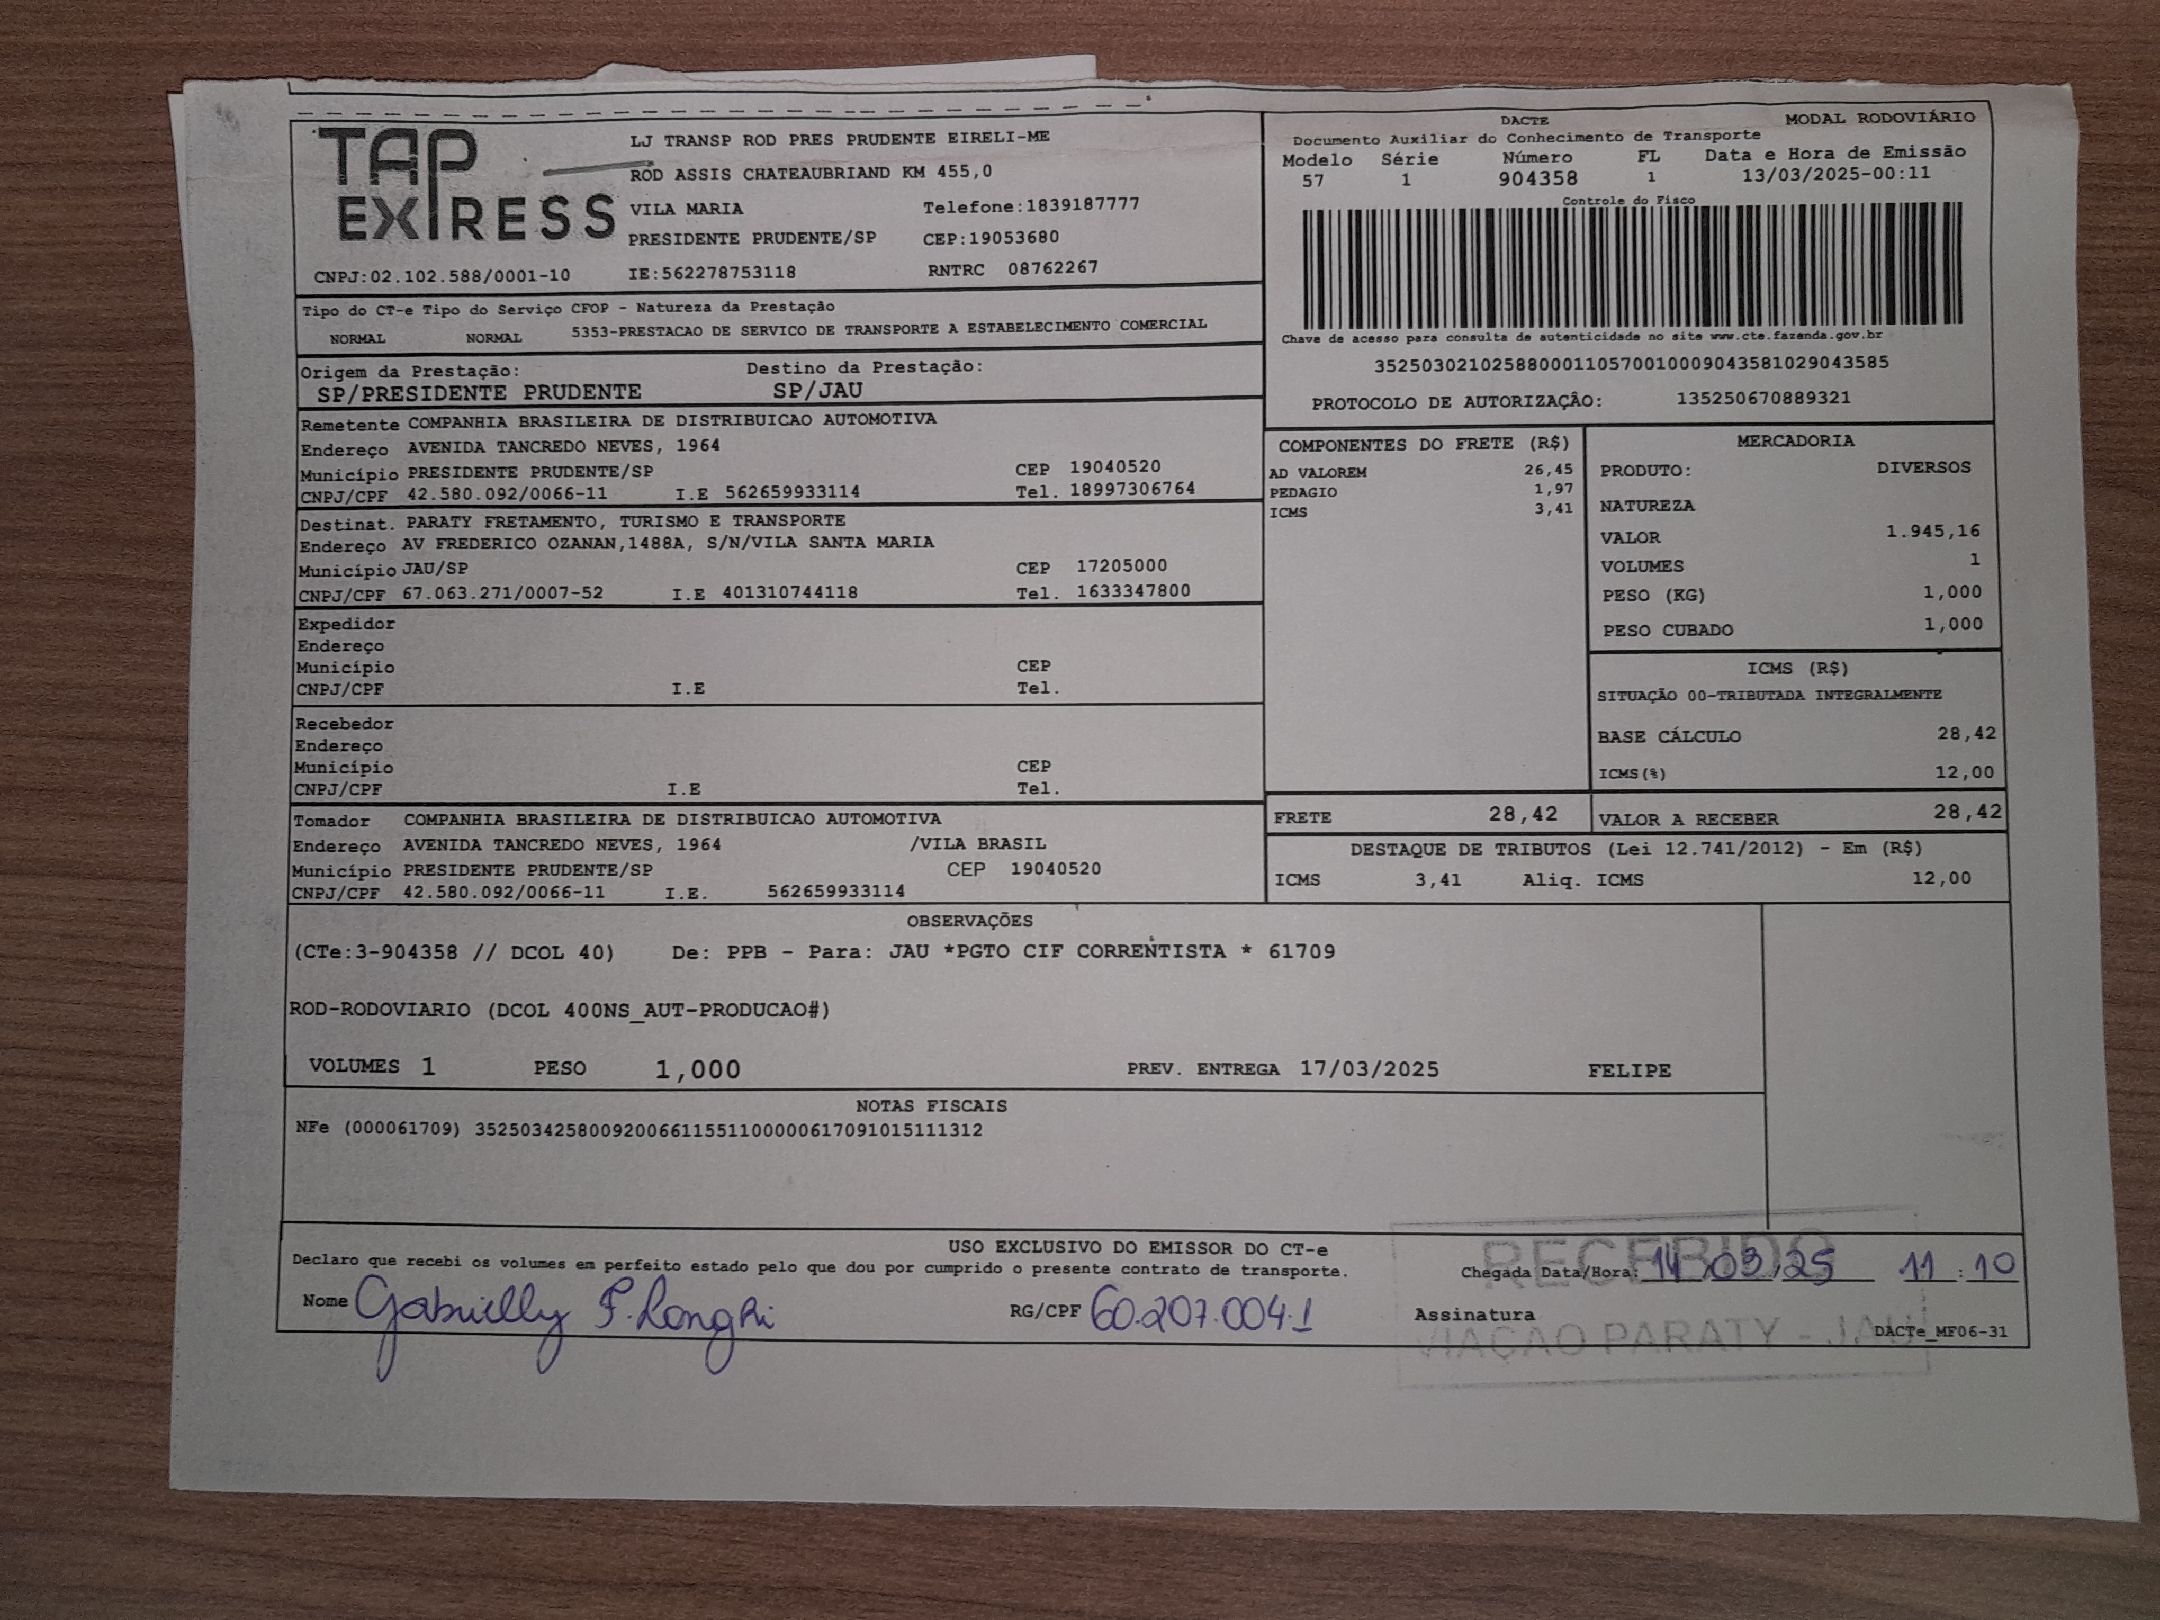 TAP EXPRESS
LJ TRANSP ROD PRES PRUDENTE EIRELI-ME
ROD ASSIS CHATEAUBRIAND KM 455,0
VILA MARIA Telefone:1839187777
PRESIDENTE PRUDENTE/SP CEP:19053680
CNPJ:02.102.588/0001-10 IE:562278753118 RNTRC 08762267
DACTE MODAL RODOVIÁRIO
Documento Auxiliar do Conhecimento de Transporte
Modelo Série Número FL Data e Hora de Emissão
57 1 904358 1 13/03/2025-00:11
Controle do Fisco
Chave de acesso para consulta de autenticidade no site www.cte.fazenda.gov.br
35250302102588000110570010009043581029043585
PROTOCOLO DE AUTORIZAÇÃO: 135250670889321
Tipo do CT-e Tipo do Serviço CFOP - Natureza da Prestação
NORMAL NORMAL 5353-PRESTACAO DE SERVICO DE TRANSPORTE A ESTABELECIMENTO COMERCIAL
Origem da Prestação: Destino da Prestação:
SP/PRESIDENTE PRUDENTE SP/JAU
Remetente COMPANHIA BRASILEIRA DE DISTRIBUICAO AUTOMOTIVA
Endereço AVENIDA TANCREDO NEVES, 1964
Município PRESIDENTE PRUDENTE/SP CEP 19040520
CNPJ/CPF 42.580.092/0066-11 I.E 562659933114 Tel. 18997306764
Destinat. PARATY FRETAMENTO, TURISMO E TRANSPORTE
Endereço AV FREDERICO OZANAN,1488A, S/N/VILA SANTA MARIA
Município JAU/SP CEP 17205000
CNPJ/CPF 67.063.271/0007-52 I.E 401310744118 Tel. 1633347800
Expedidor
Endereço
Município CEP
CNPJ/CPF I.E Tel.
Recebedor
Endereço
Município CEP
CNPJ/CPF I.E Tel.
Tomador COMPANHIA BRASILEIRA DE DISTRIBUICAO AUTOMOTIVA
Endereço AVENIDA TANCREDO NEVES, 1964 /VILA BRASIL
Município PRESIDENTE PRUDENTE/SP CEP 19040520
CNPJ/CPF 42.580.092/0066-11 I.E. 562659933114
COMPONENTES DO FRETE (R$)
AD VALOREM 26,45
PEDAGIO 1,97
ICMS 3,41
MERCADORIA
PRODUTO: DIVERSOS
NATUREZA
VALOR 1.945,16
VOLUMES 1
PESO (KG) 1,000
PESO CUBADO 1,000
ICMS (R$)
SITUAÇÃO 00-TRIBUTADA INTEGRALMENTE
BASE CÁLCULO 28,42
ICMS(%) 12,00
FRETE 28,42 VALOR A RECEBER 28,42
DESTAQUE DE TRIBUTOS (Lei 12.741/2012) - Em (R$)
ICMS 3,41 Aliq. ICMS 12,00
OBSERVAÇÕES
(CTe:3-904358 // DCOL 40) De: PPB - Para: JAU *PGTO CIF CORRENTISTA * 61709
ROD-RODOVIARIO (DCOL 400NS_AUT-PRODUCAO#)
VOLUMES 1 PESO 1,000 PREV. ENTREGA 17/03/2025 FELIPE
NOTAS FISCAIS
NFe (000061709) 35250342580092006611551100000617091015111312
USO EXCLUSIVO DO EMISSOR DO CT-e
Declaro que recebi os volumes em perfeito estado pelo que dou por cumprido o presente contrato de transporte.
Chegada Data/Hora: 14/03/25 11:10
Nome Gabrielly F. Longhi RG/CPF 60.207.004.1 Assinatura
DACTe_MF06-31
RECEBIDO
VIAÇÃO PARATY - JAU